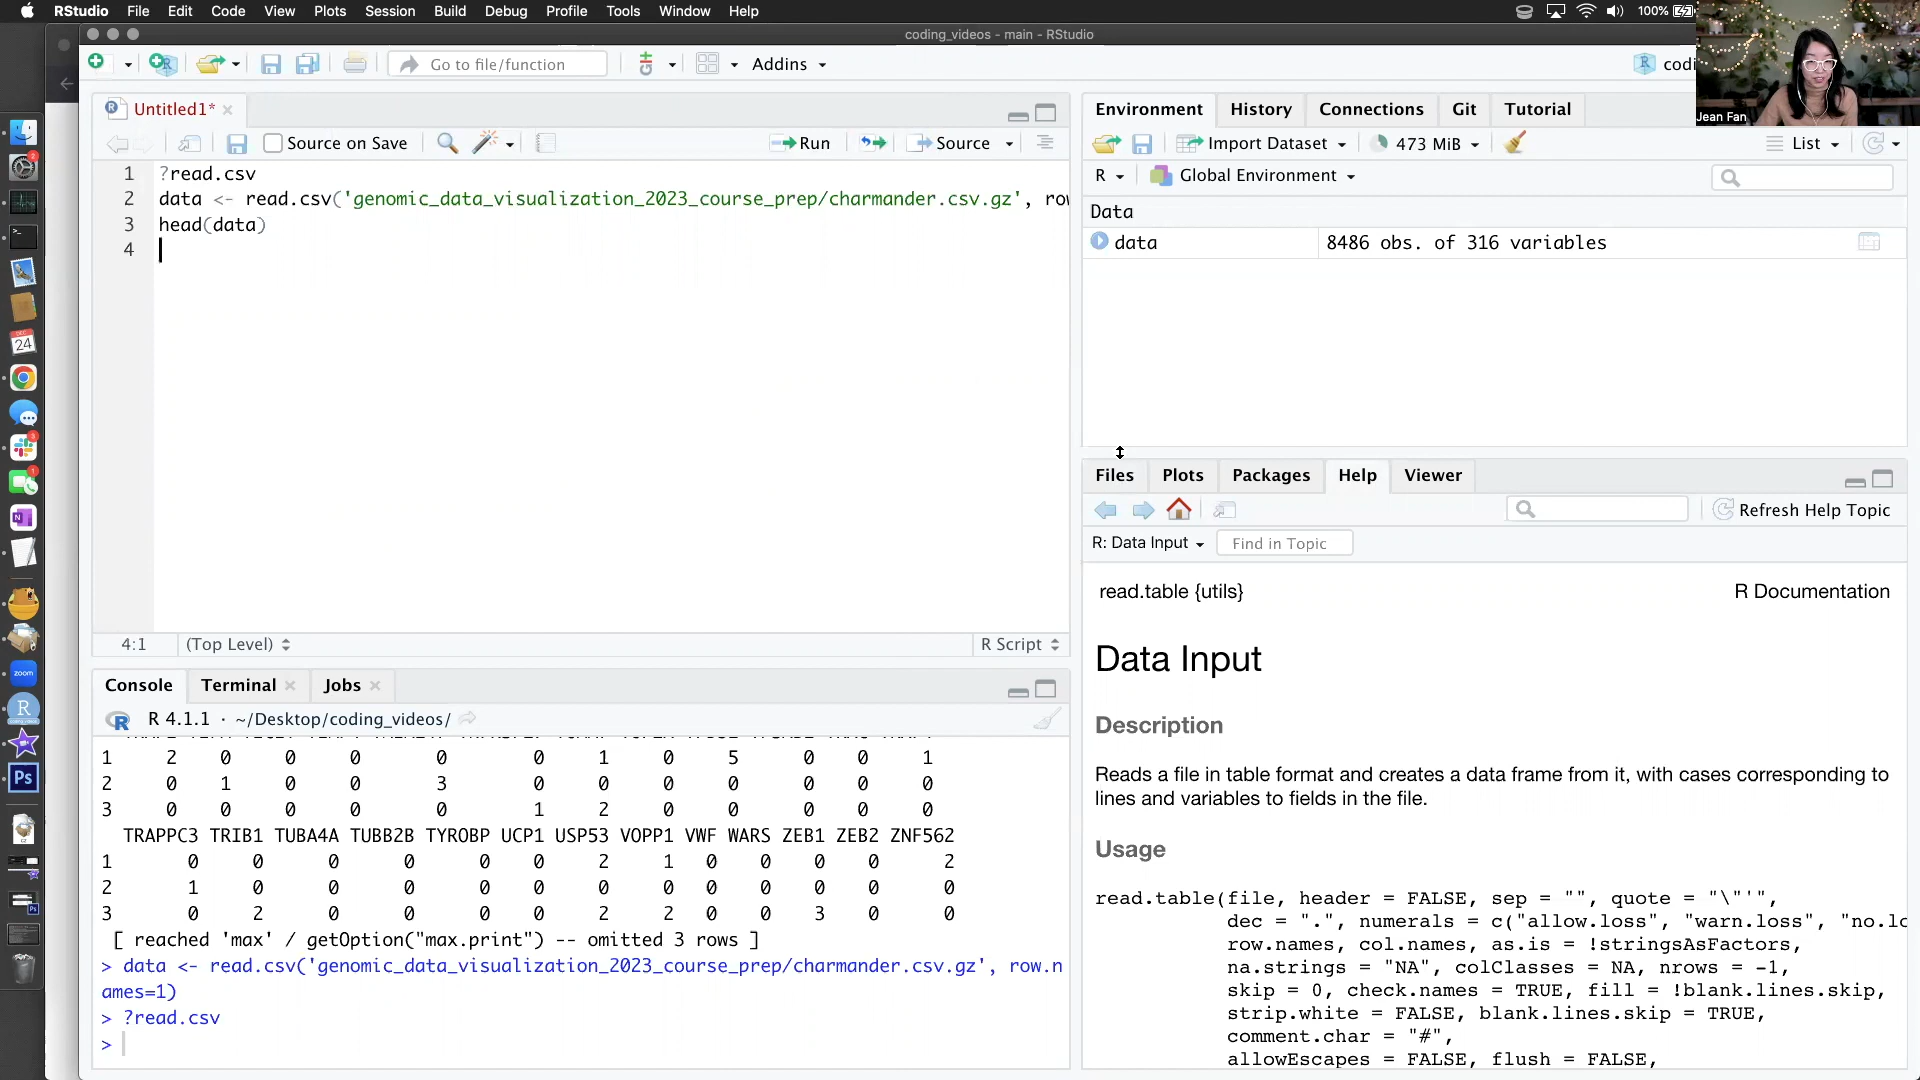 RStudio File Edit Code View Plots Session Build Debug Profile Tools Window Help 100%
coding_videos - main - RStudio
Go to file/function Addins codi
Jean Fan
Untitled1*
Source on Save Run Source
1 ?read.csv
2 data <- read.csv('genomic_data_visualization_2023_course_prep/charmander.csv.gz', row
3 head(data)
4
4:1 (Top Level) R Script
Console Terminal Jobs
R 4.1.1 · ~/Desktop/coding_videos/
1 2 0 0 0 0 0 1 0 5 0 0 1
2 0 1 0 0 3 0 0 0 0 0 0 0
3 0 0 0 0 0 1 2 0 0 0 0 0
TRAPPC3 TRIB1 TUBA4A TUBB2B TYROBP UCP1 USP53 VOPP1 VWF WARS ZEB1 ZEB2 ZNF562
1 0 0 0 0 0 0 2 1 0 0 0 0 2
2 1 0 0 0 0 0 0 0 0 0 0 0 0
3 0 2 0 0 0 0 2 2 0 0 3 0 0
[ reached 'max' / getOption("max.print") -- omitted 3 rows ]
> data <- read.csv('genomic_data_visualization_2023_course_prep/charmander.csv.gz', row.n
ames=1)
> ?read.csv
>
Environment History Connections Git Tutorial
Import Dataset 473 MiB List
R Global Environment
Data
data 8486 obs. of 316 variables
Files Plots Packages Help Viewer
Refresh Help Topic
R: Data Input Find in Topic
read.table {utils} R Documentation
Data Input
Description
Reads a file in table format and creates a data frame from it, with cases corresponding to
lines and variables to fields in the file.
Usage
read.table(file, header = FALSE, sep = "", quote = "\"'",
dec = ".", numerals = c("allow.loss", "warn.loss", "no.lo
row.names, col.names, as.is = !stringsAsFactors,
na.strings = "NA", colClasses = NA, nrows = -1,
skip = 0, check.names = TRUE, fill = !blank.lines.skip,
strip.white = FALSE, blank.lines.skip = TRUE,
comment.char = "#",
allowEscapes = FALSE, flush = FALSE,
DEC
24
zoom
R
Ps